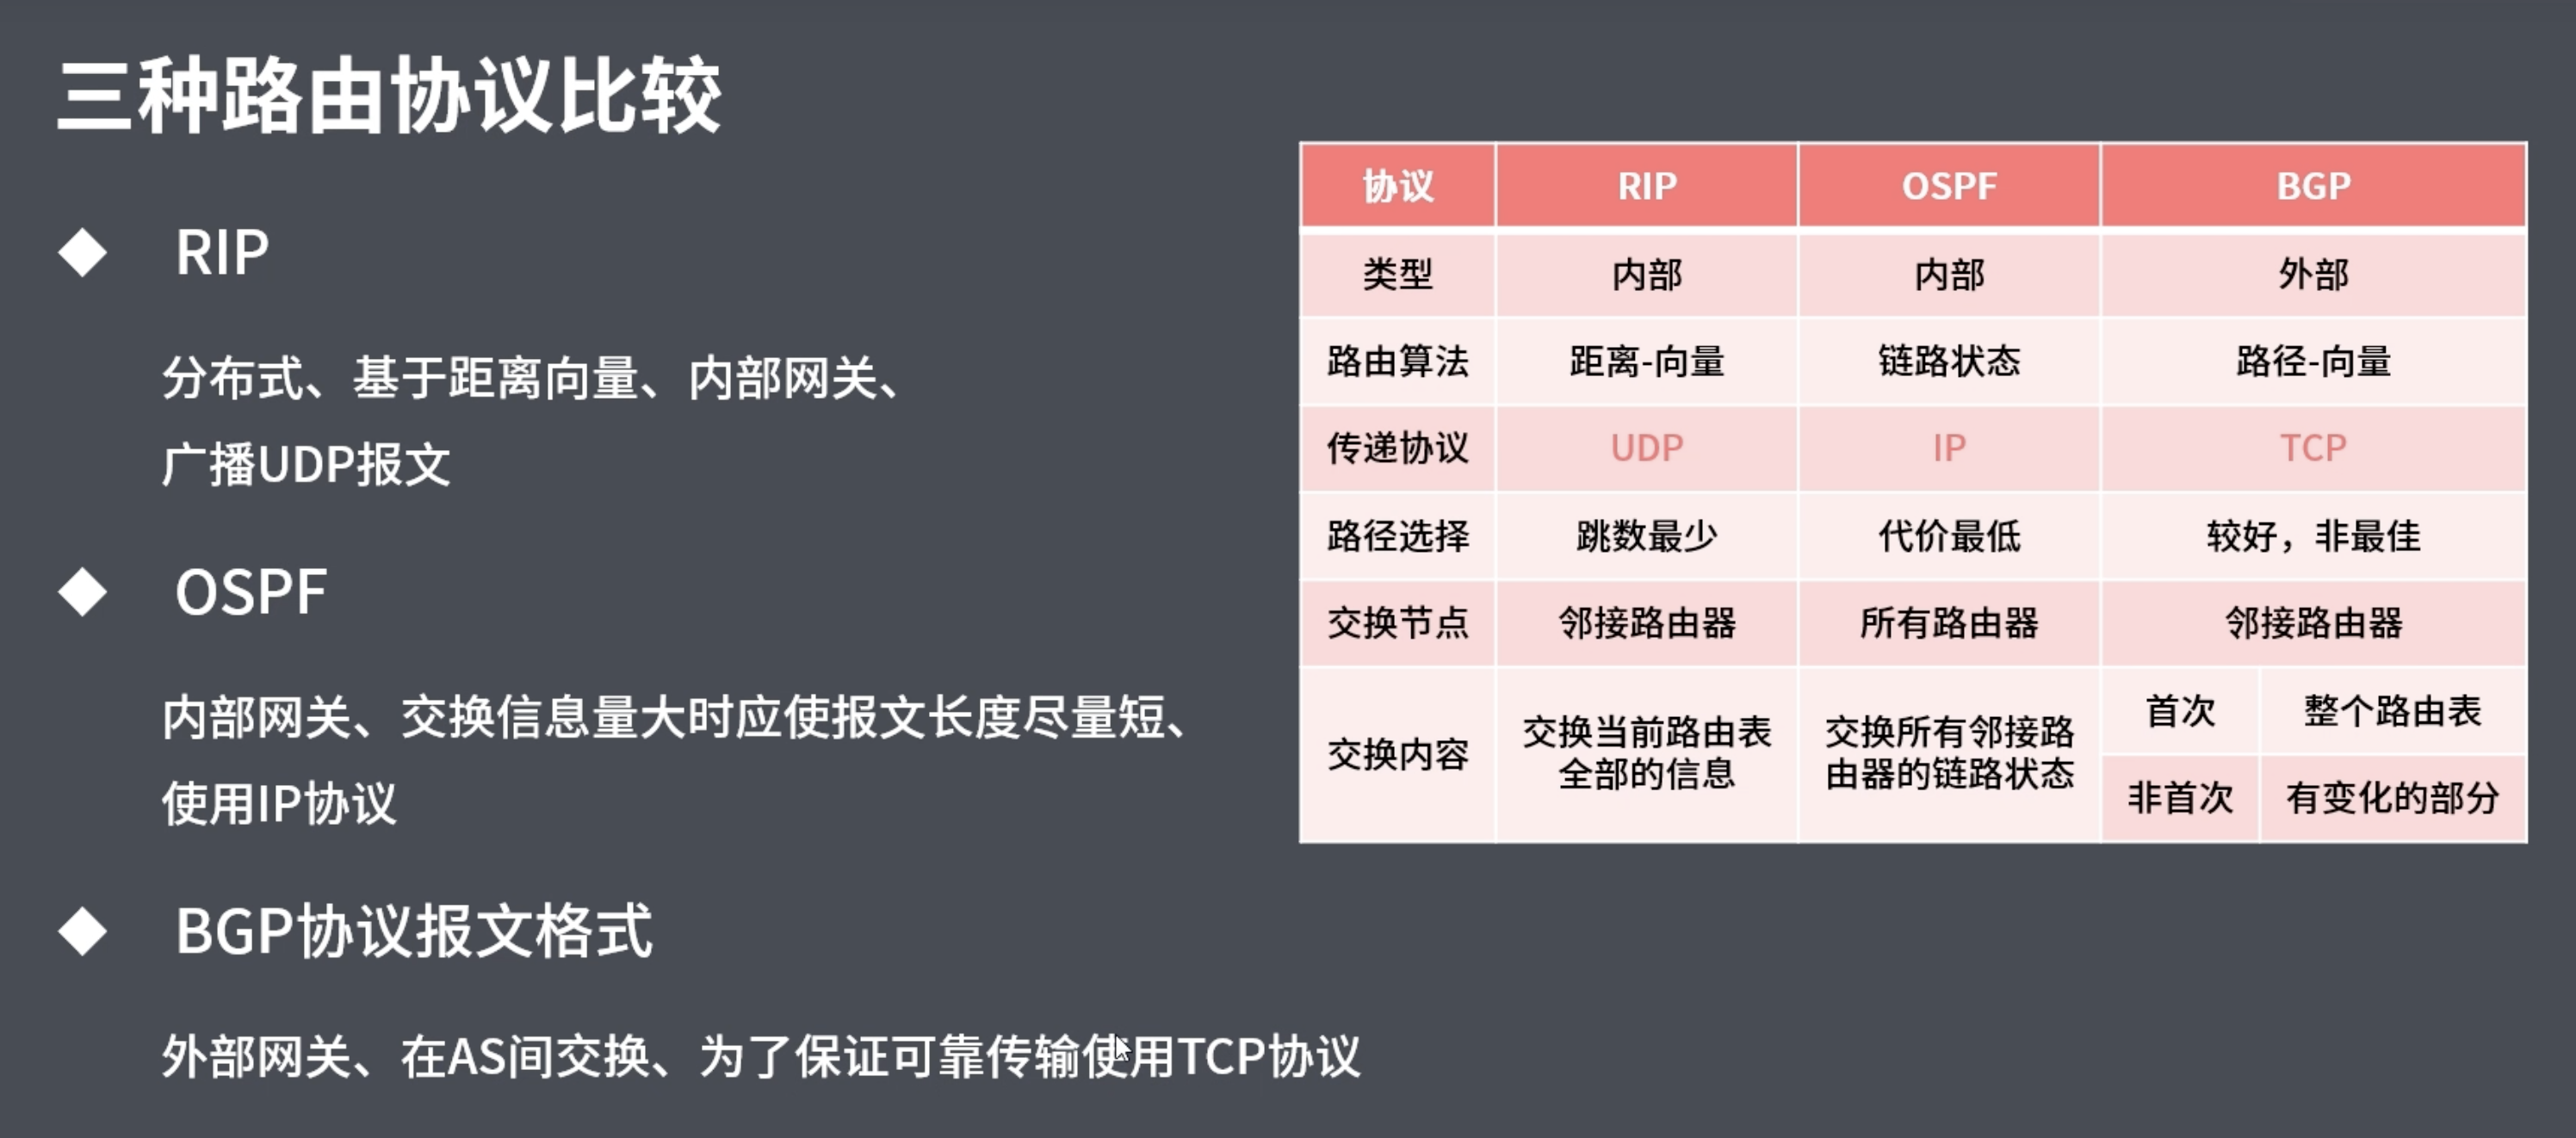 三种路由协议比较
◆ RIP
分布式、基于距离向量、内部网关、
广播UDP报文
◆ OSPF
内部网关、交换信息量大时应使报文长度尽量短、
使用IP协议
◆ BGP协议报文格式
外部网关、在AS间交换、为了保证可靠传输使用TCP协议
协议 RIP OSPF BGP
类型 内部 内部 外部
路由算法 距离-向量 链路状态 路径-向量
传递协议 UDP IP TCP
路径选择 跳数最少 代价最低 较好，非最佳
交换节点 邻接路由器 所有路由器 邻接路由器
交换内容
交换当前路由表
全部的信息
交换所有邻接路
由器的链路状态
首次 整个路由表
非首次 有变化的部分